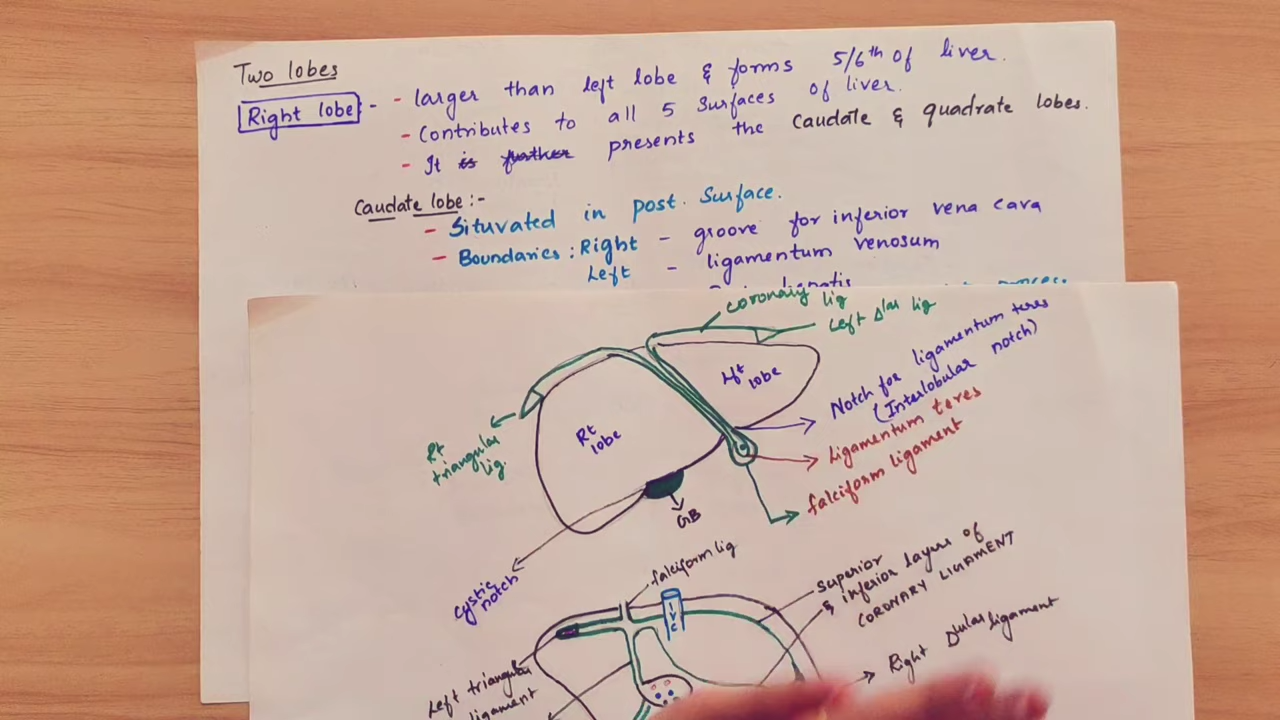 Two lobes
Right lobe - - larger than left lobe & forms 5/6th of liver.
- Contributes to all 5 surfaces of liver.
- It is further presents the caudate & quadrate lobes.
Caudate lobe :-
- Situvated in post. Surface.
- Boundaries : Right - groove for inferior vena cava
Left - ligamentum venosum
coronary lig
left Δlar lig
Lft lobe
Rt lobe
Notch for ligamentum teres
(Interlobular notch)
Rt triangular lig.
Ligamentum teres
falciform ligament
GB
cystic notch
falciform lig
IVC
Superior
& inferior layers of
CORONARY LIGAMENT
Right Δular ligament
Left triangular
ligament